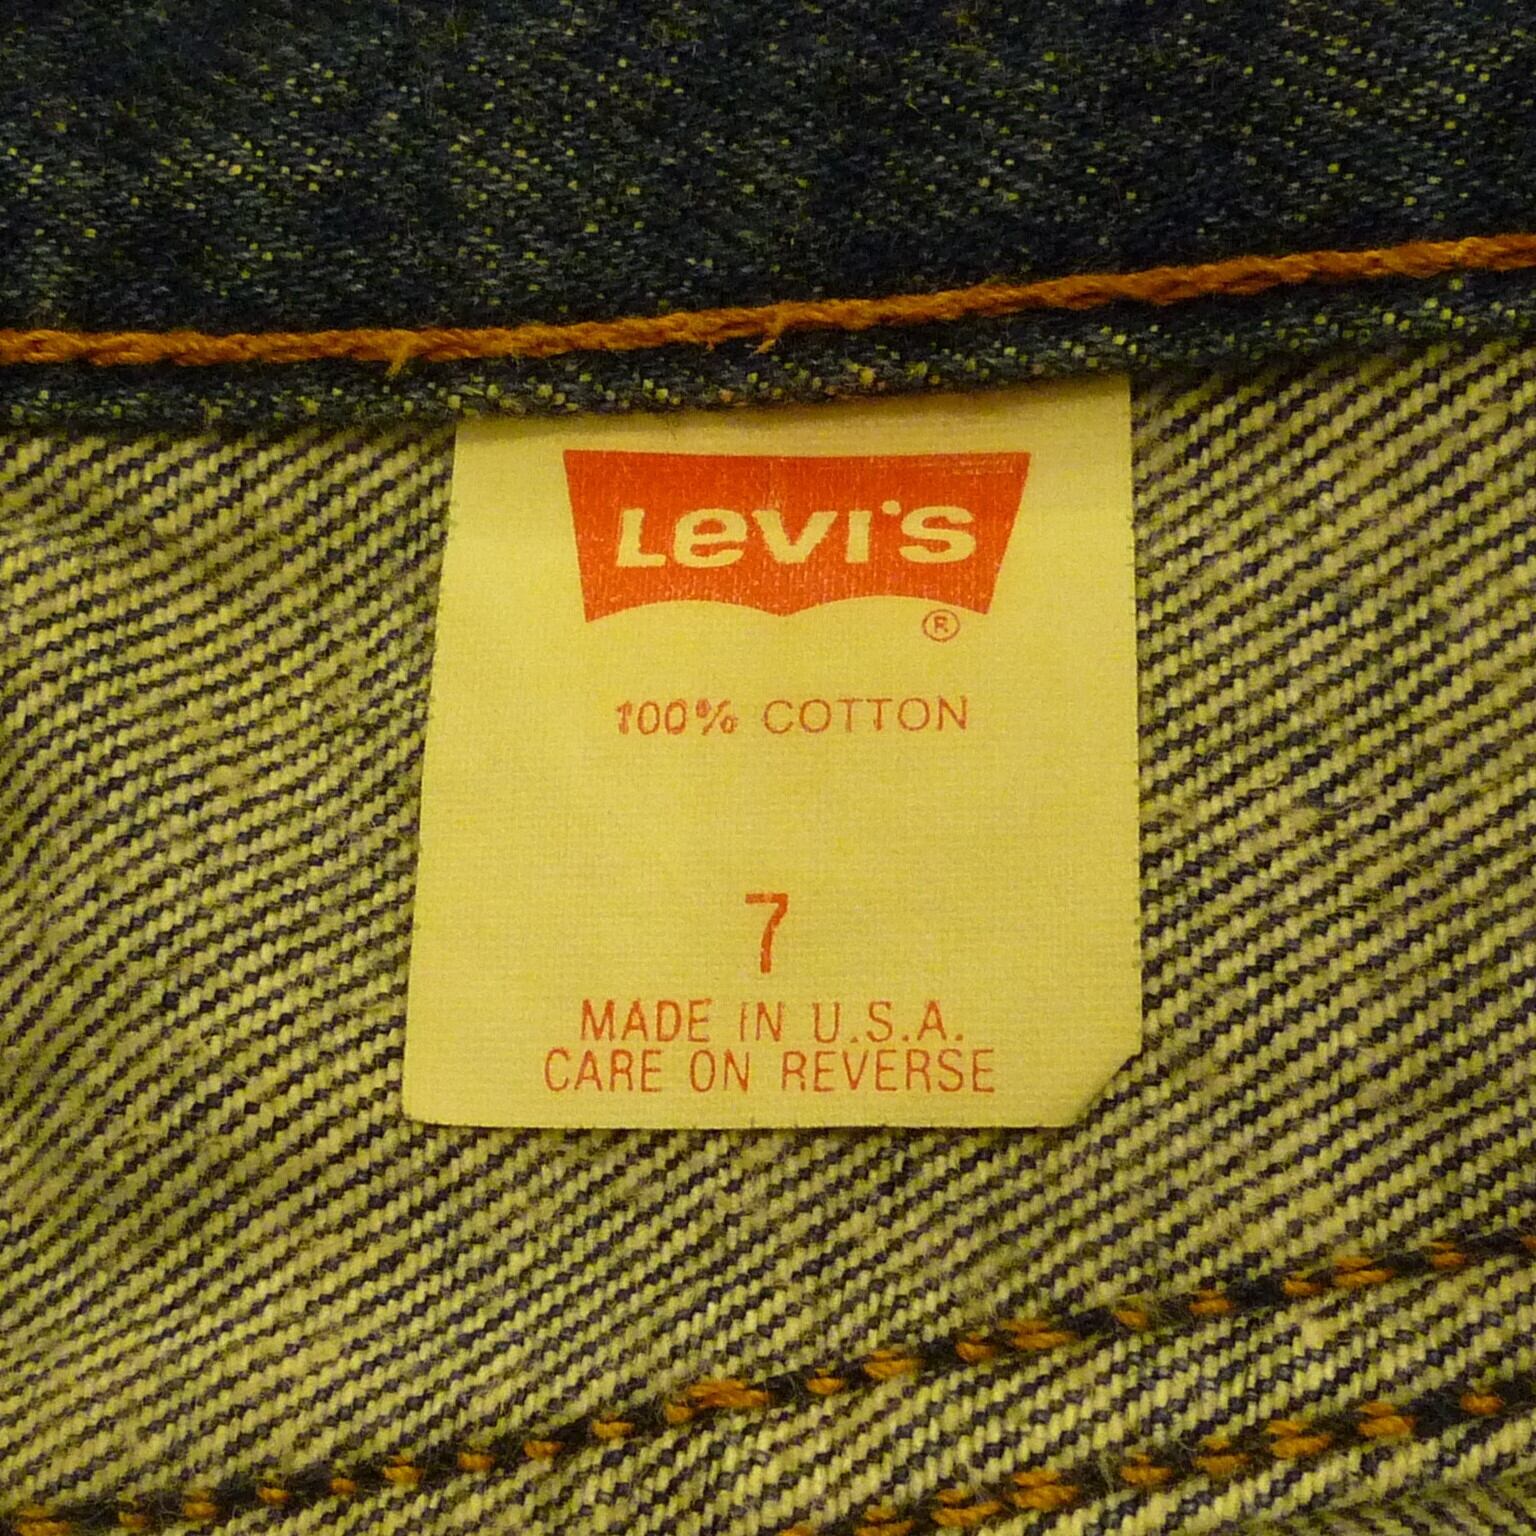 Levi's
®
100% COTTON
7
MADE IN U.S.A.
CARE ON REVERSE